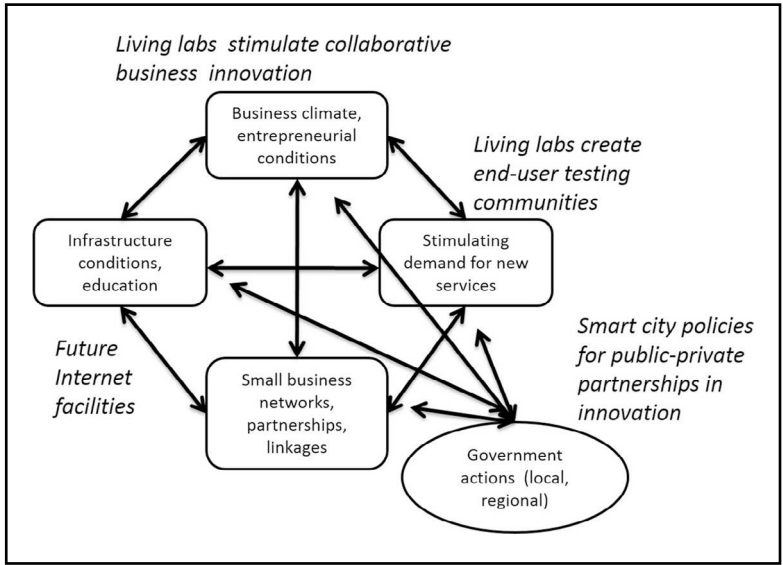 Living labs stimulate collaborative
business innovation
Business climate,
entrepreneurial
conditions
Living labs create
end-user testing
communities
Infrastructure
conditions,
education
Stimulating
demand for new
services
Future
Internet
facilities
Small business
networks,
partnerships,
linkages
Smart city policies
for public-private
partnerships in
innovation
Government
actions (local,
regional)